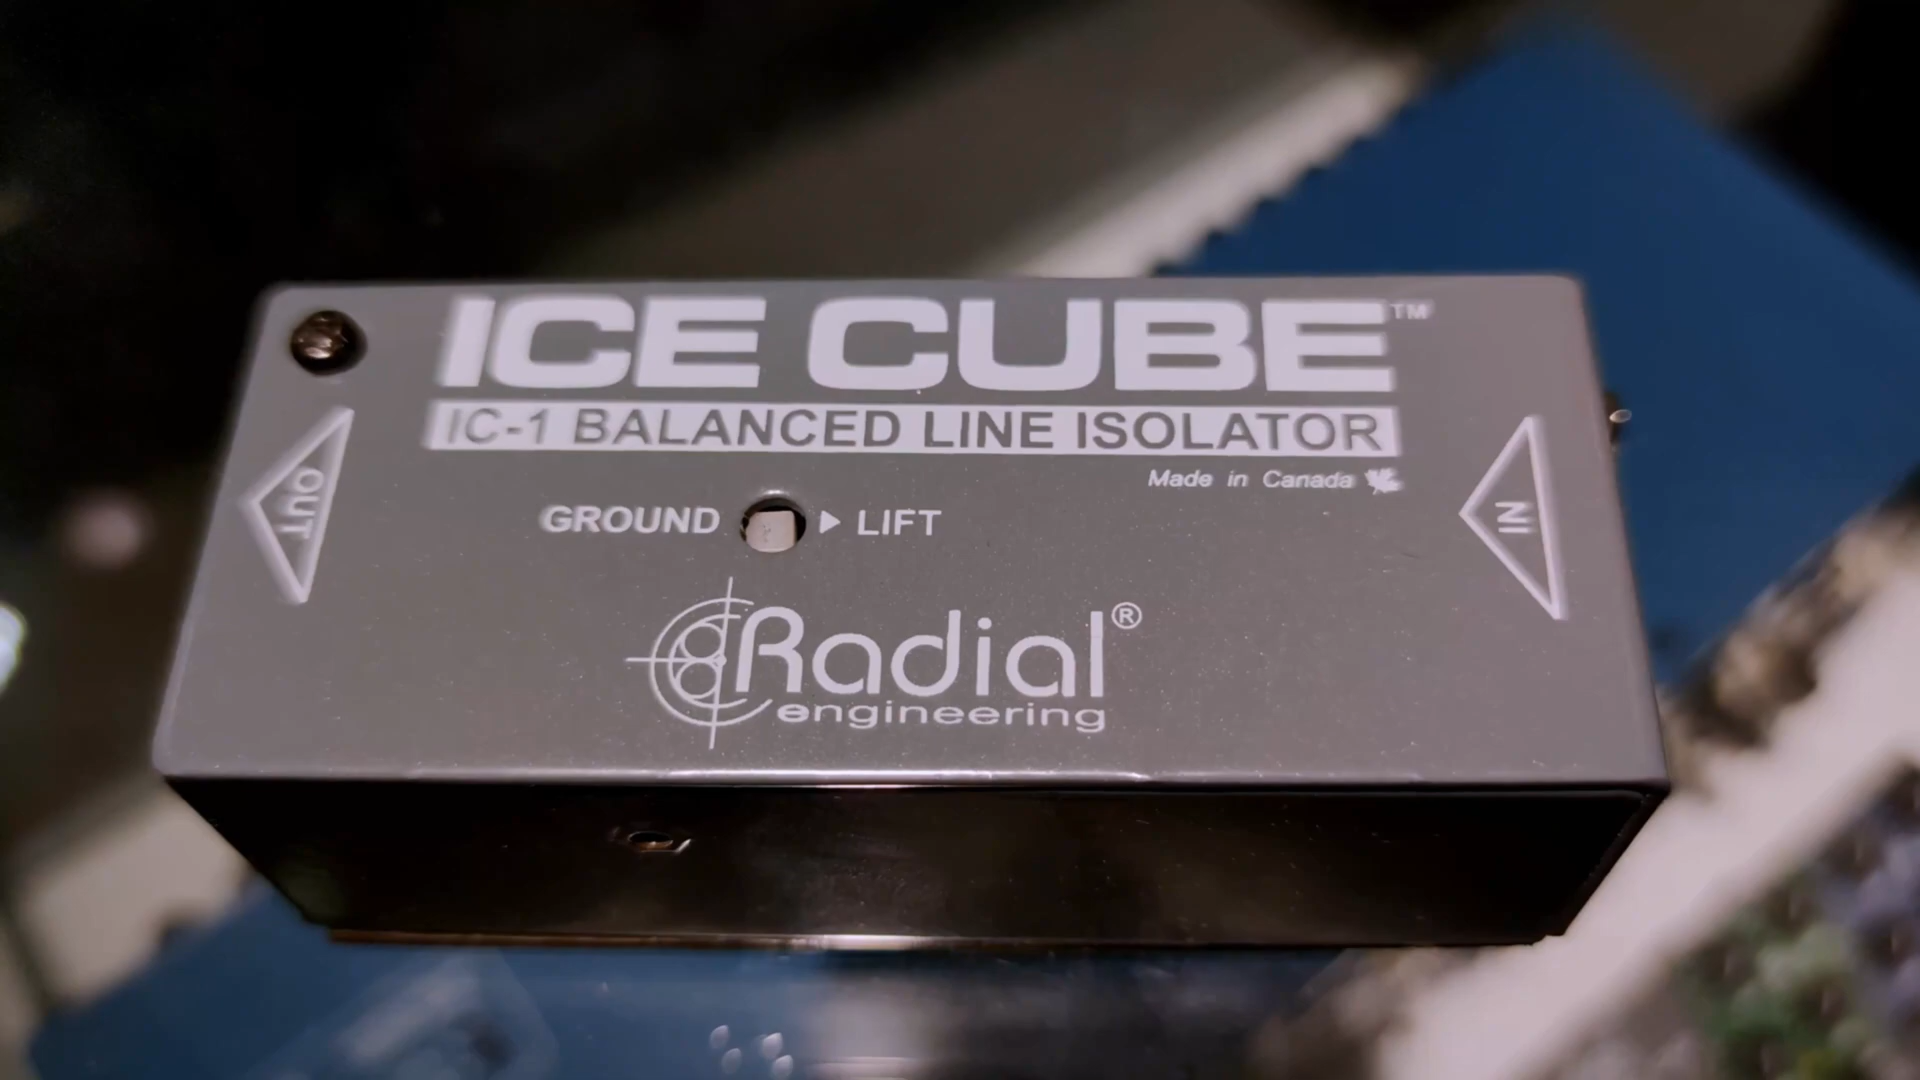 ICE CUBE™
IC-1 BALANCED LINE ISOLATOR
Made in Canada
OUT
IN
GROUND ▶ LIFT
Radial®
engineering